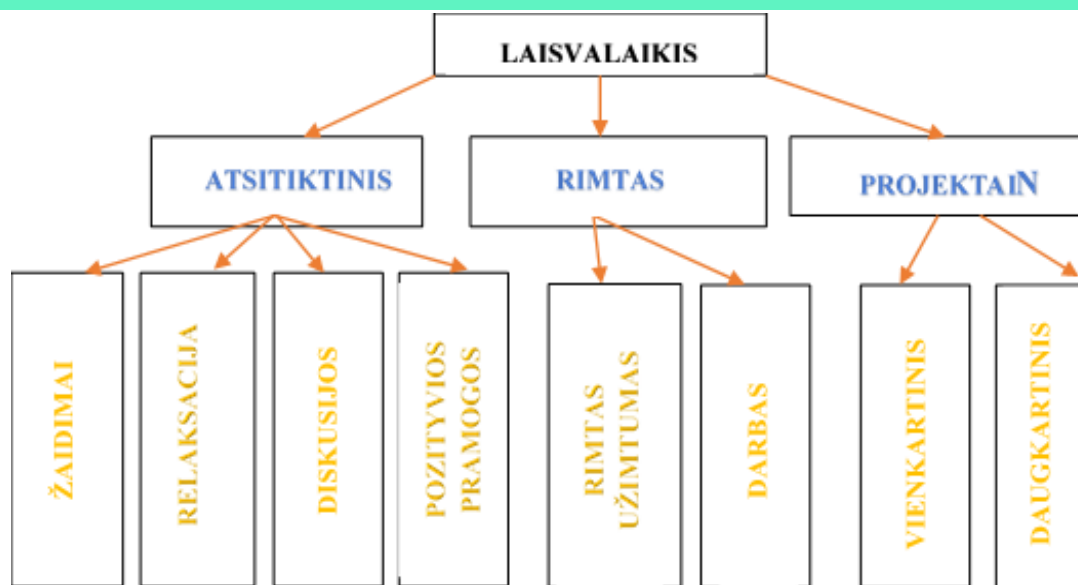 LAISVALAIKIS
ATSITIKTINIS
RIMTAS
PROJEKTAIN
ŽAIDIMAI
RELAKSACIJA
DISKUSIJOS
POZITYVIOS
PRAMOGOS
RIMTAS
UŽIMTUMAS
DARBAS
VIENKARTINIS
DAUGKARTINIS